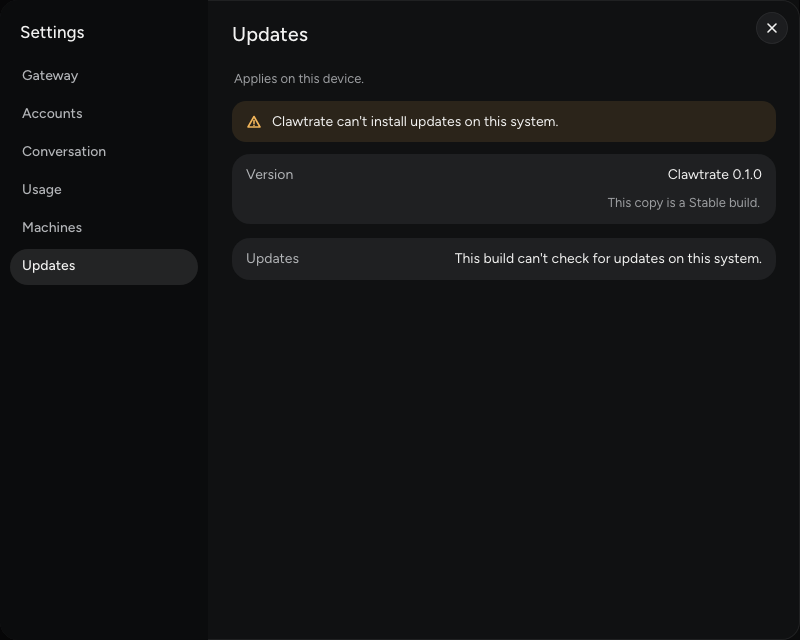 Settings
Gateway
Accounts
Conversation
Usage
Machines
Updates
Updates
Applies on this device.
Clawtrate can't install updates on this system.
Version
Clawtrate 0.1.0
This copy is a Stable build.
Updates
This build can't check for updates on this system.